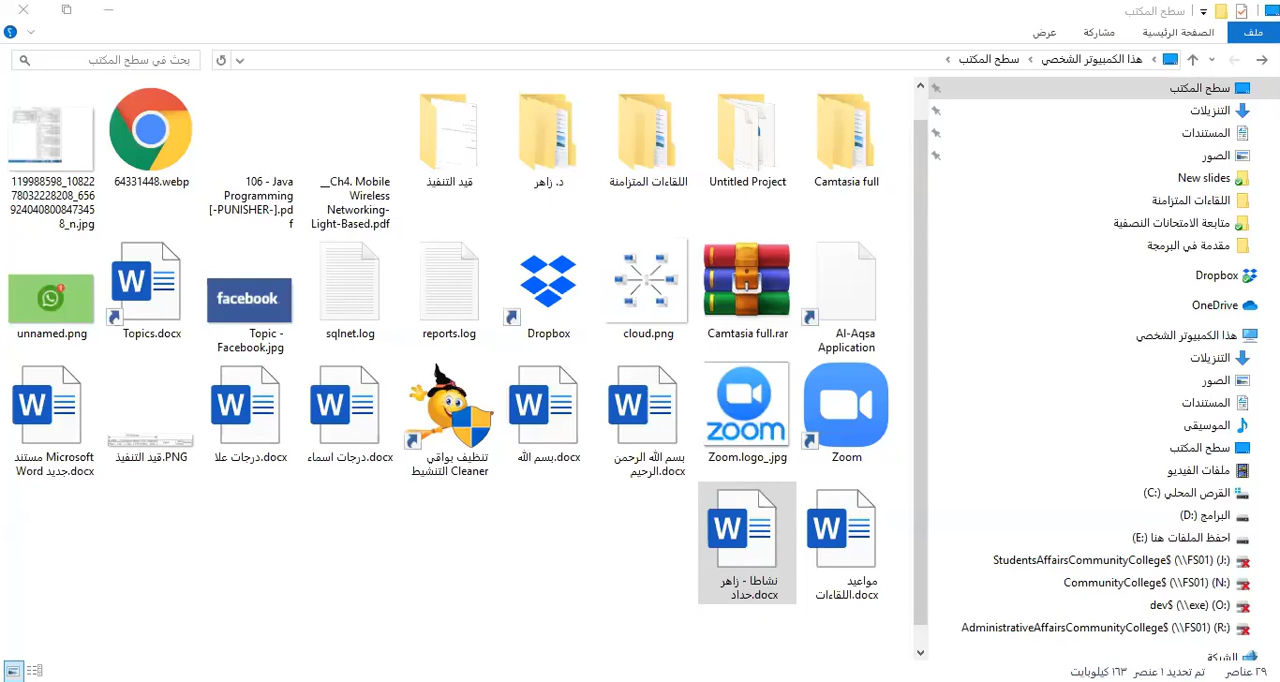 سطح المكتب
ملف
الصفحة الرئيسية
مشاركة
عرض
هذا الكمبيوتر الشخصي
سطح المكتب
بحث في سطح المكتب
سطح المكتب
التنزيلات
المستندات
الصور
New slides
اللقاءات المتزامنة
متابعة الامتحانات النصفية
مقدمة في البرمجة
Dropbox
OneDrive
هذا الكمبيوتر الشخصي
التنزيلات
الصور
المستندات
الموسيقى
سطح المكتب
ملفات الفيديو
القرص المحلي (C:)
البرامج (D:)
احفظ الملفات هنا (E:)
StudentsAffairsCommunityCollege$ (\\FS01) (J:)
CommunityCollege$ (\\FS01) (N:)
dev$ (\\exe) (O:)
AdministrativeAffairsCommunityCollege$ (\\FS01) (R:)
الشبكة
Camtasia full
Untitled Project
اللقاءات المتزامنة
د. زاهر
قيد التنفيذ
__Ch4. Mobile
Wireless
Networking-
Light-Based.pdf
106 - Java
Programming
[-PUNISHER-].pd
f
64331448.webp
119988598_10822
78032228208_656
924040800847345
8_n.jpg
Al-Aqsa
Application
Camtasia full.rar
cloud.png
Dropbox
reports.log
sqlnet.log
facebook
Topic -
Facebook.jpg
Topics.docx
unnamed.png
Zoom
zoom
Zoom.logo_.jpg
بسم الله الرحمن
الرحيم.docx
بسم الله.docx
تنظيف بواقي
التنشيط Cleaner
درجات اسماء.docx
درجات علا.docx
قيد التنفيذ.PNG
مستند Microsoft
Word جديد.docx
مواعيد
اللقاءات.docx
نشاطا - زاهر
حداد.docx
٢٩ عناصر
تم تحديد ١ عنصر ١٦٣ كيلوبايت